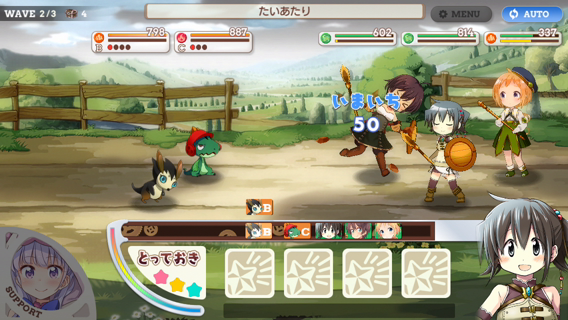 WAVE 2/3 4
たいあたり
MENU
AUTO
798
B
887
C
602
814
337
いまいち
50
B
B
C
とっておき
SUPPORT